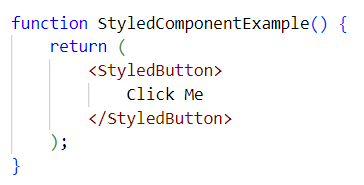 function StyledComponentExample() {
    return (
        <StyledButton>
            Click Me
        </StyledButton>
    );
}